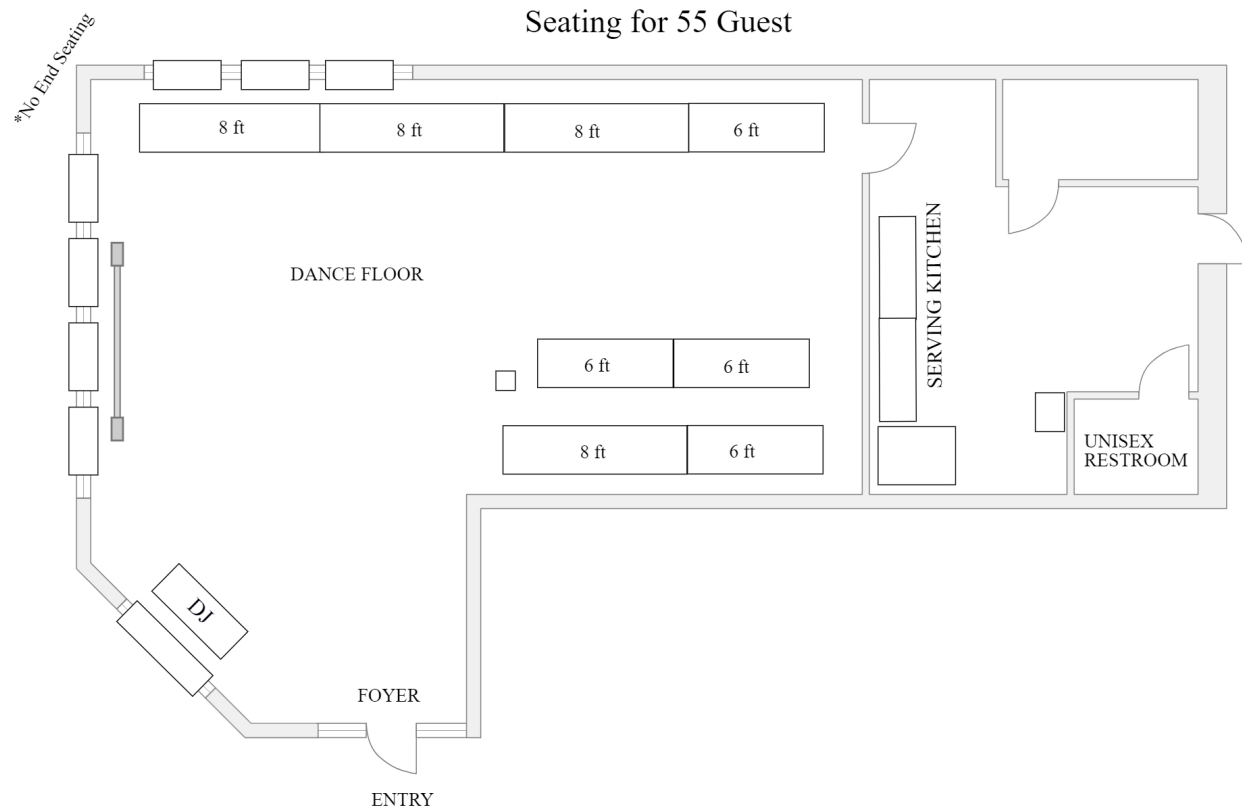 Seating for 55 Guest
*No End Seating
8 ft
8 ft
8 ft
6 ft
DANCE FLOOR
SERVING KITCHEN
6 ft
6 ft
8 ft
6 ft
UNISEX
RESTROOM
DJ
FOYER
ENTRY